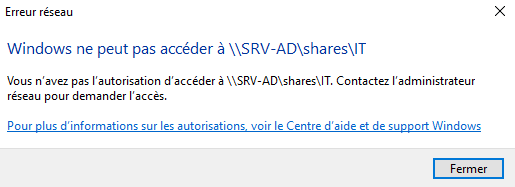 Erreur réseau
Windows ne peut pas accéder à \\SRV-AD\shares\IT
Vous n'avez pas l'autorisation d'accéder à \\SRV-AD\shares\IT. Contactez l'administrateur
réseau pour demander l'accès.
Pour plus d'informations sur les autorisations, voir le Centre d'aide et de support Windows
Fermer